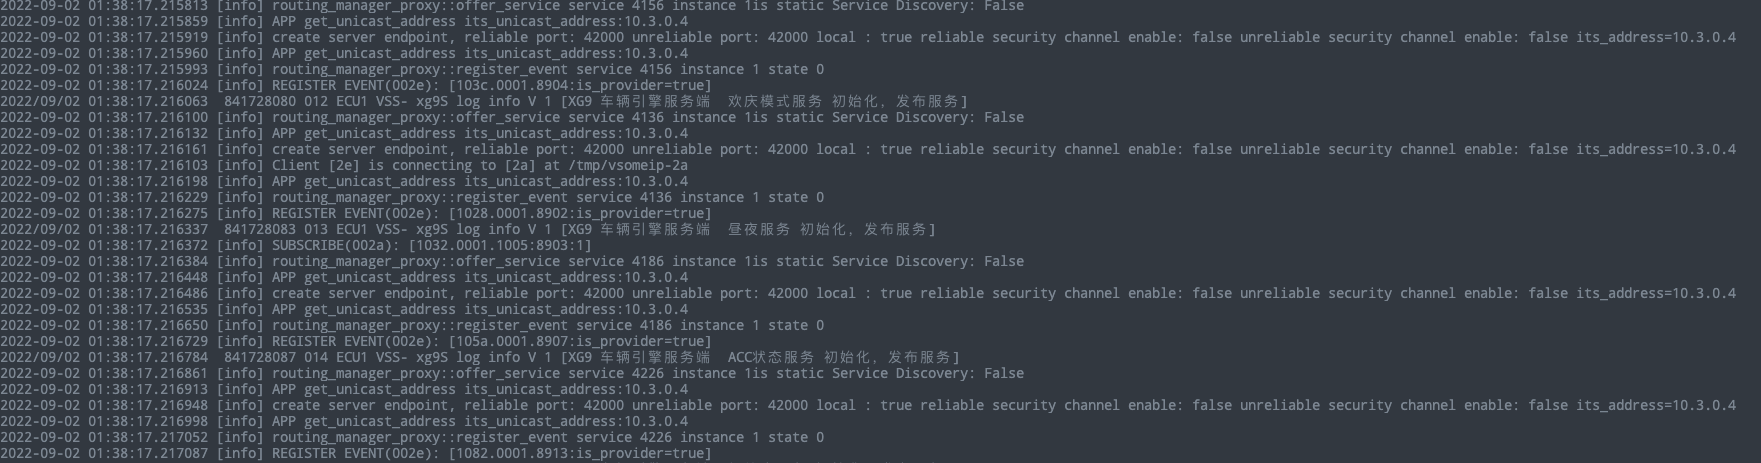 2022-09-02 01:38:17.215813 [info] routing_manager_proxy::offer_service service 4156 instance 1is static Service Discovery: False
2022-09-02 01:38:17.215859 [info] APP get_unicast_address its_unicast_address:10.3.0.4
2022-09-02 01:38:17.215919 [info] create server endpoint, reliable port: 42000 unreliable port: 42000 local : true reliable security channel enable: false unreliable security channel enable: false its_address=10.3.0.4
2022-09-02 01:38:17.215960 [info] APP get_unicast_address its_unicast_address:10.3.0.4
2022-09-02 01:38:17.215993 [info] routing_manager_proxy::register_event service 4156 instance 1 state 0
2022-09-02 01:38:17.216024 [info] REGISTER EVENT(002e): [103c.0001.8904:is_provider=true]
2022/09/02 01:38:17.216063  841728080 012 ECU1 VSS- xg9S log info V 1 [XG9 车辆引擎服务端  欢庆模式服务 初始化，发布服务]
2022-09-02 01:38:17.216100 [info] routing_manager_proxy::offer_service service 4136 instance 1is static Service Discovery: False
2022-09-02 01:38:17.216132 [info] APP get_unicast_address its_unicast_address:10.3.0.4
2022-09-02 01:38:17.216161 [info] create server endpoint, reliable port: 42000 unreliable port: 42000 local : true reliable security channel enable: false unreliable security channel enable: false its_address=10.3.0.4
2022-09-02 01:38:17.216103 [info] Client [2e] is connecting to [2a] at /tmp/vsomeip-2a
2022-09-02 01:38:17.216198 [info] APP get_unicast_address its_unicast_address:10.3.0.4
2022-09-02 01:38:17.216229 [info] routing_manager_proxy::register_event service 4136 instance 1 state 0
2022-09-02 01:38:17.216275 [info] REGISTER EVENT(002e): [1028.0001.8902:is_provider=true]
2022/09/02 01:38:17.216337  841728083 013 ECU1 VSS- xg9S log info V 1 [XG9 车辆引擎服务端  昼夜服务 初始化，发布服务]
2022-09-02 01:38:17.216372 [info] SUBSCRIBE(002a): [1032.0001.1005:8903:1]
2022-09-02 01:38:17.216384 [info] routing_manager_proxy::offer_service service 4186 instance 1is static Service Discovery: False
2022-09-02 01:38:17.216448 [info] APP get_unicast_address its_unicast_address:10.3.0.4
2022-09-02 01:38:17.216486 [info] create server endpoint, reliable port: 42000 unreliable port: 42000 local : true reliable security channel enable: false unreliable security channel enable: false its_address=10.3.0.4
2022-09-02 01:38:17.216535 [info] APP get_unicast_address its_unicast_address:10.3.0.4
2022-09-02 01:38:17.216650 [info] routing_manager_proxy::register_event service 4186 instance 1 state 0
2022-09-02 01:38:17.216729 [info] REGISTER EVENT(002e): [105a.0001.8907:is_provider=true]
2022/09/02 01:38:17.216784  841728087 014 ECU1 VSS- xg9S log info V 1 [XG9 车辆引擎服务端  ACC状态服务 初始化，发布服务]
2022-09-02 01:38:17.216861 [info] routing_manager_proxy::offer_service service 4226 instance 1is static Service Discovery: False
2022-09-02 01:38:17.216913 [info] APP get_unicast_address its_unicast_address:10.3.0.4
2022-09-02 01:38:17.216948 [info] create server endpoint, reliable port: 42000 unreliable port: 42000 local : true reliable security channel enable: false unreliable security channel enable: false its_address=10.3.0.4
2022-09-02 01:38:17.216998 [info] APP get_unicast_address its_unicast_address:10.3.0.4
2022-09-02 01:38:17.217052 [info] routing_manager_proxy::register_event service 4226 instance 1 state 0
2022-09-02 01:38:17.217087 [info] REGISTER EVENT(002e): [1082.0001.8913:is_provider=true]